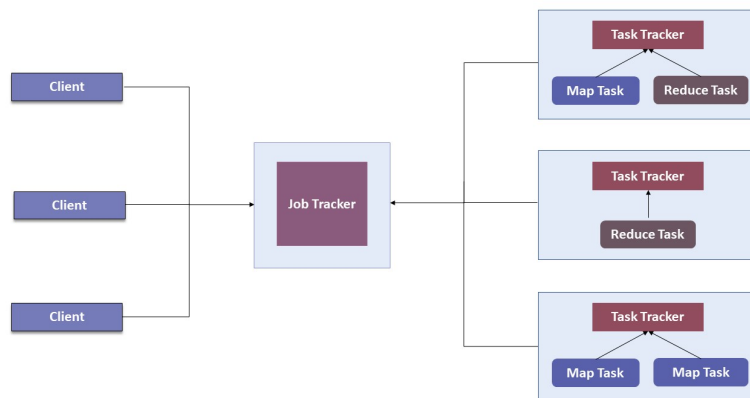 Client
Client
Client
Job Tracker
Task Tracker
Map Task
Reduce Task
Task Tracker
Reduce Task
Task Tracker
Map Task
Map Task